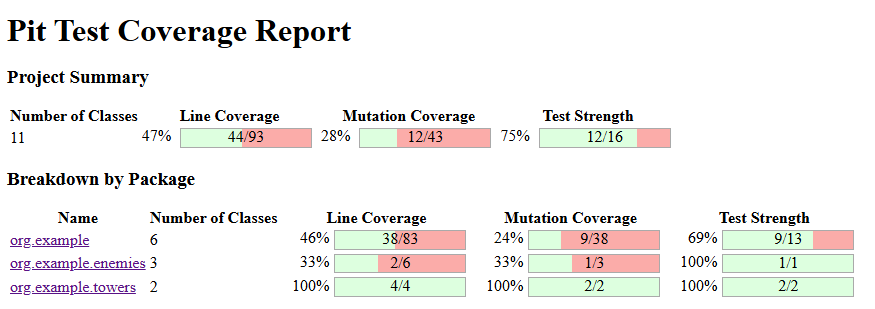 Pit Test Coverage Report
Project Summary
Number of Classes Line Coverage Mutation Coverage Test Strength
11 47% 44/93 28% 12/43 75% 12/16
Breakdown by Package
Name Number of Classes Line Coverage Mutation Coverage Test Strength
org.example 6 46% 38/83 24% 9/38 69% 9/13
org.example.enemies 3 33% 2/6 33% 1/3 100% 1/1
org.example.towers 2 100% 4/4 100% 2/2 100% 2/2